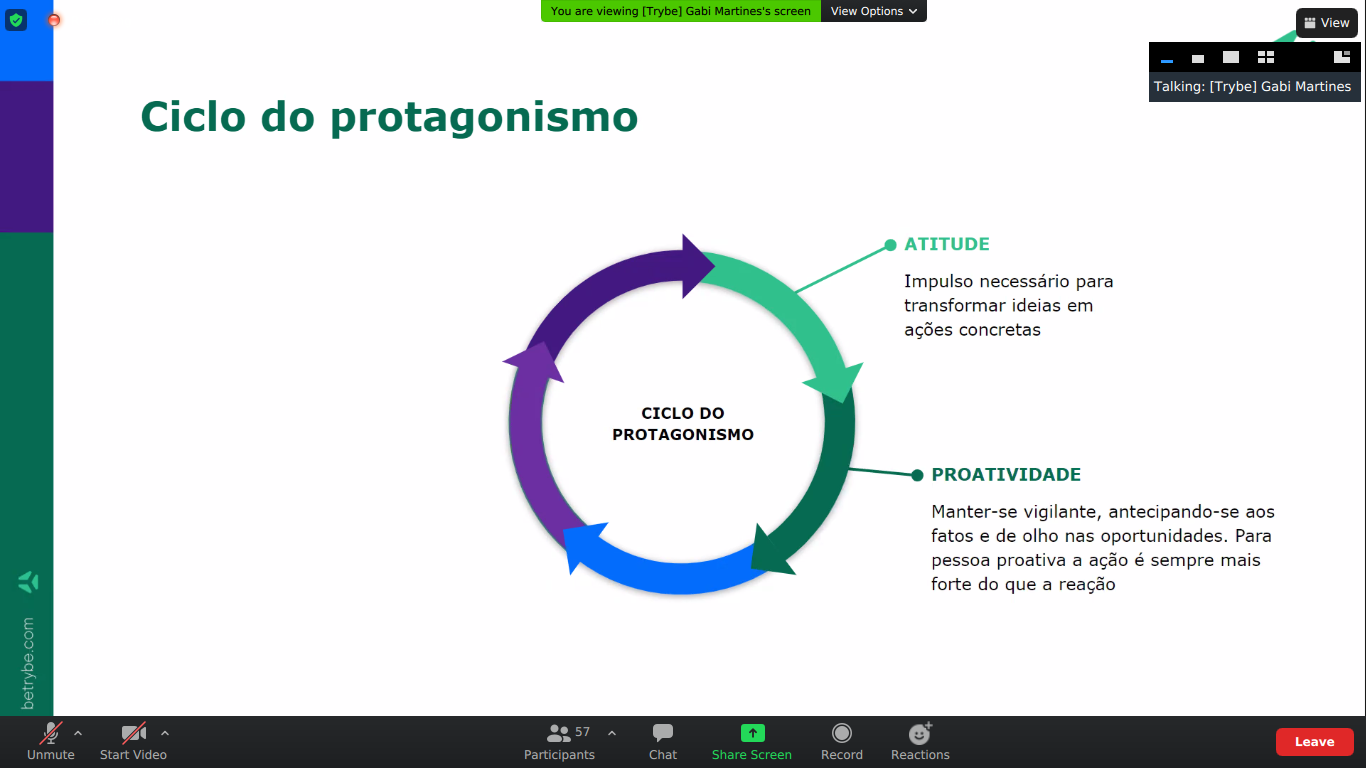 You are viewing [Trybe] Gabi Martines's screen
View Options
View
Talking: [Trybe] Gabi Martines
Ciclo do protagonismo
ATITUDE
Impulso necessário para
transformar ideias em
ações concretas
CICLO DO
PROTAGONISMO
PROATIVIDADE
Manter-se vigilante, antecipando-se aos
fatos e de olho nas oportunidades. Para
pessoa proativa a ação é sempre mais
forte do que a reação
betrybe.com
Unmute
Start Video
Participants
57
Chat
Share Screen
Record
Reactions
Leave